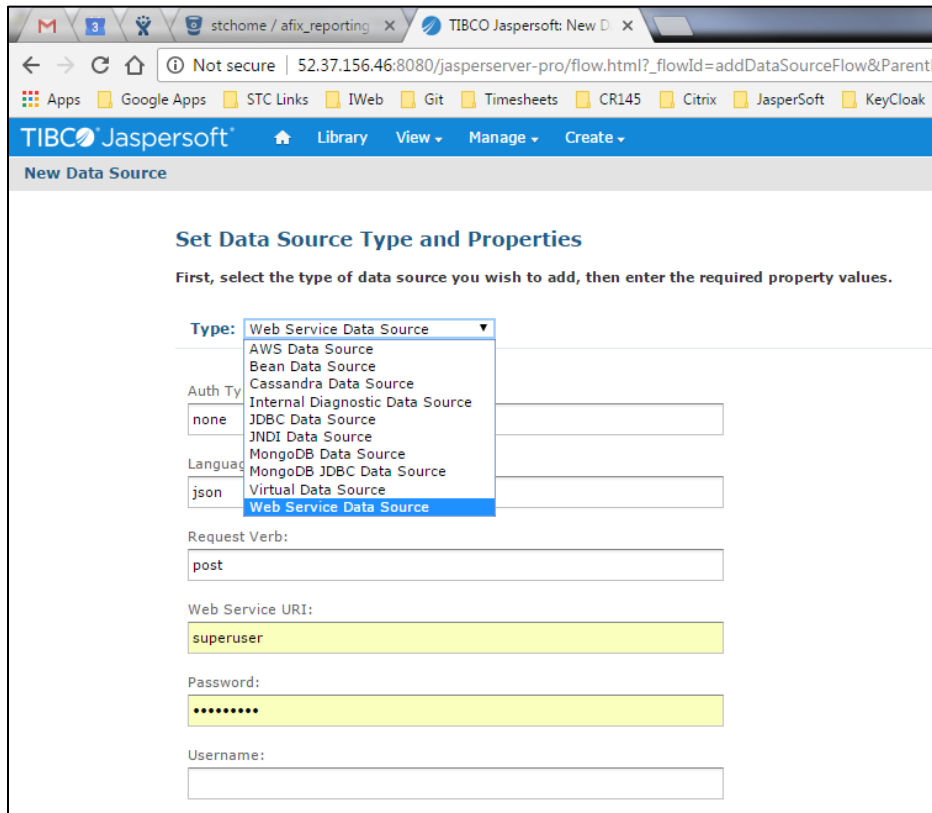 3 stchome / afix_reporting × TIBCO Jaspersoft: New D ×
Not secure | 52.37.156.46:8080/jasperserver-pro/flow.html?_flowId=addDataSourceFlow&Parent
Apps Google Apps STC Links IWeb Git Timesheets CR145 Citrix JasperSoft KeyCloak
TIBCO Jaspersoft Library View Manage Create
New Data Source
Set Data Source Type and Properties
First, select the type of data source you wish to add, then enter the required property values.
Type: Web Service Data Source
AWS Data Source
Bean Data Source
Auth Ty
Cassandra Data Source
Internal Diagnostic Data Source
none
JDBC Data Source
JNDI Data Source
MongoDB Data Source
Languag
MongoDB JDBC Data Source
Virtual Data Source
json
Web Service Data Source
Request Verb:
post
Web Service URI:
superuser
Password:
•••••••••
Username: